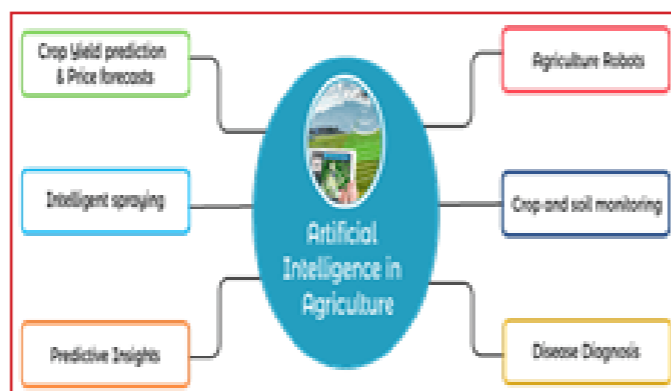 Crop Yield prediction
& Price forecasts
Agriculture Robots
Intelligent spraying
Crop and soil monitoring
Artificial
Intelligence in
Agriculture
Predictive Insights
Disease Diagnosis